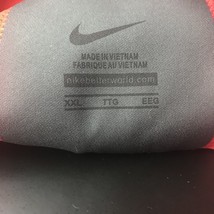 MADE IN VIETNAM
FABRIQUE AU VIETNAM
nikebetterworld.com
XXL TTG EEG